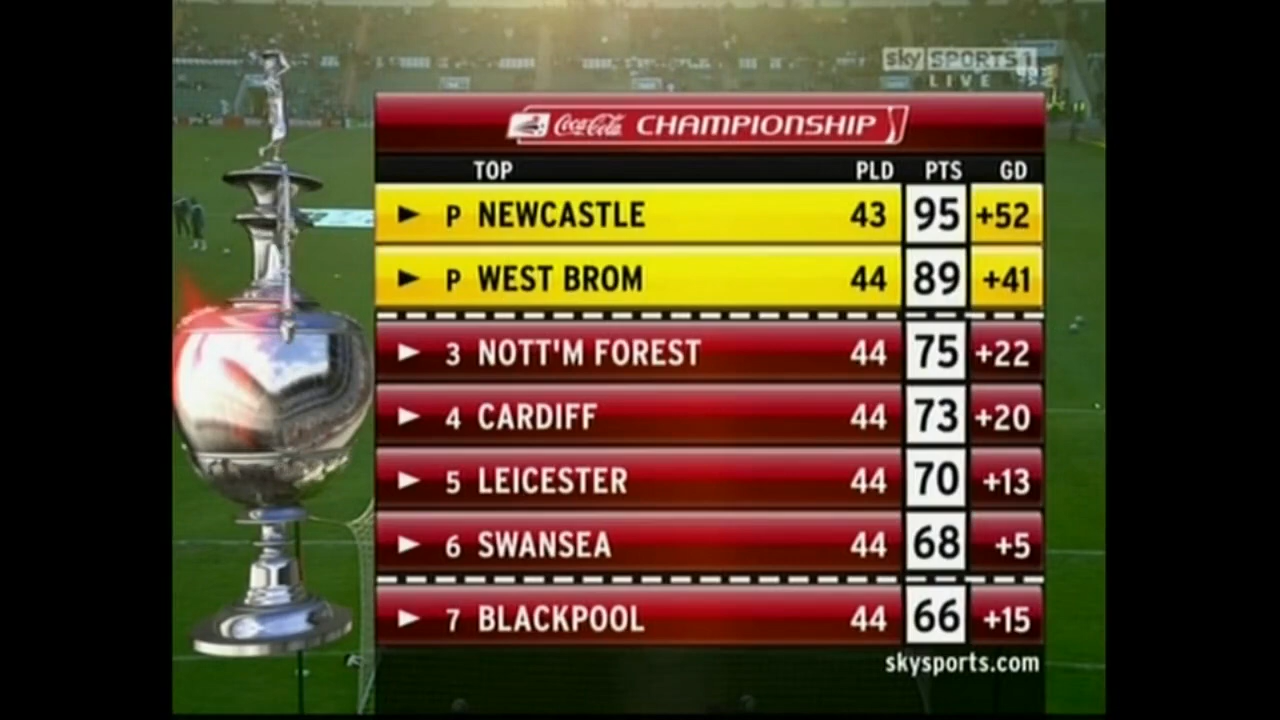 sky SPORTS 1
LIVE
Coca-Cola CHAMPIONSHIP
TOP PLD PTS GD
P NEWCASTLE 43 95 +52
P WEST BROM 44 89 +41
3 NOTT'M FOREST 44 75 +22
4 CARDIFF 44 73 +20
5 LEICESTER 44 70 +13
6 SWANSEA 44 68 +5
7 BLACKPOOL 44 66 +15
skysports.com